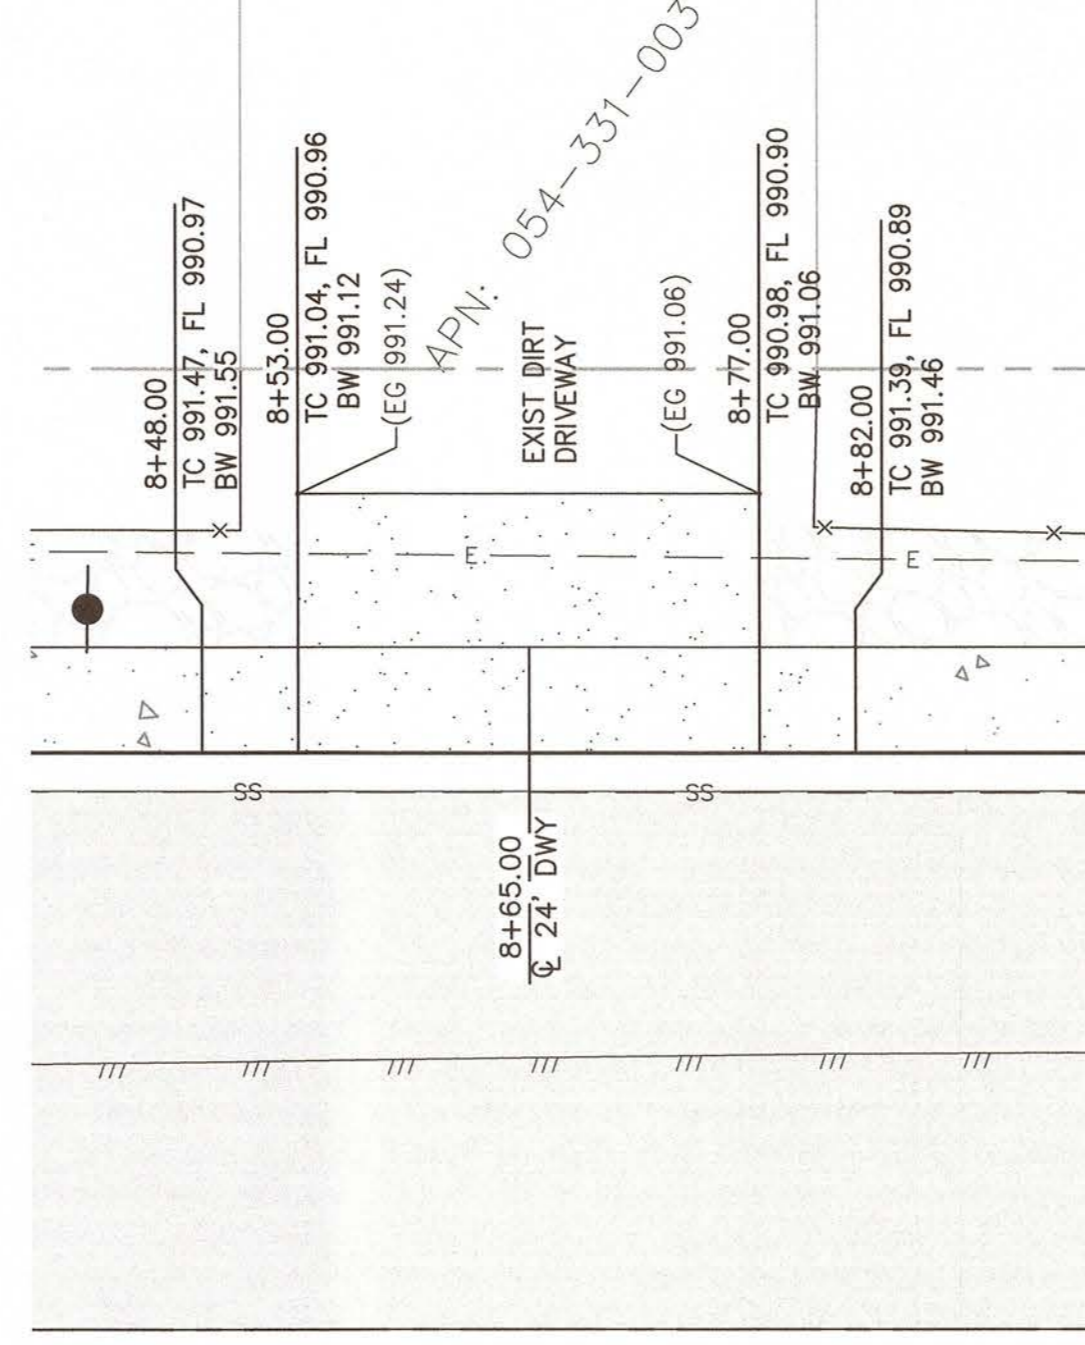 8+48.00
TC 991.47, FL 990.97
BW 991.55
8+53.00
TC 991.04, FL 990.96
BW 991.12
(EG 991.24)
APN: 054-331-003
EXIST DIRT
DRIVEWAY
(EG 991.06)
8+77.00
TC 990.98, FL 990.90
BW 991.06
8+82.00
TC 991.39, FL 990.89
BW 991.46
E
E
SS
SS
8+65.00
℄ 24' DWY